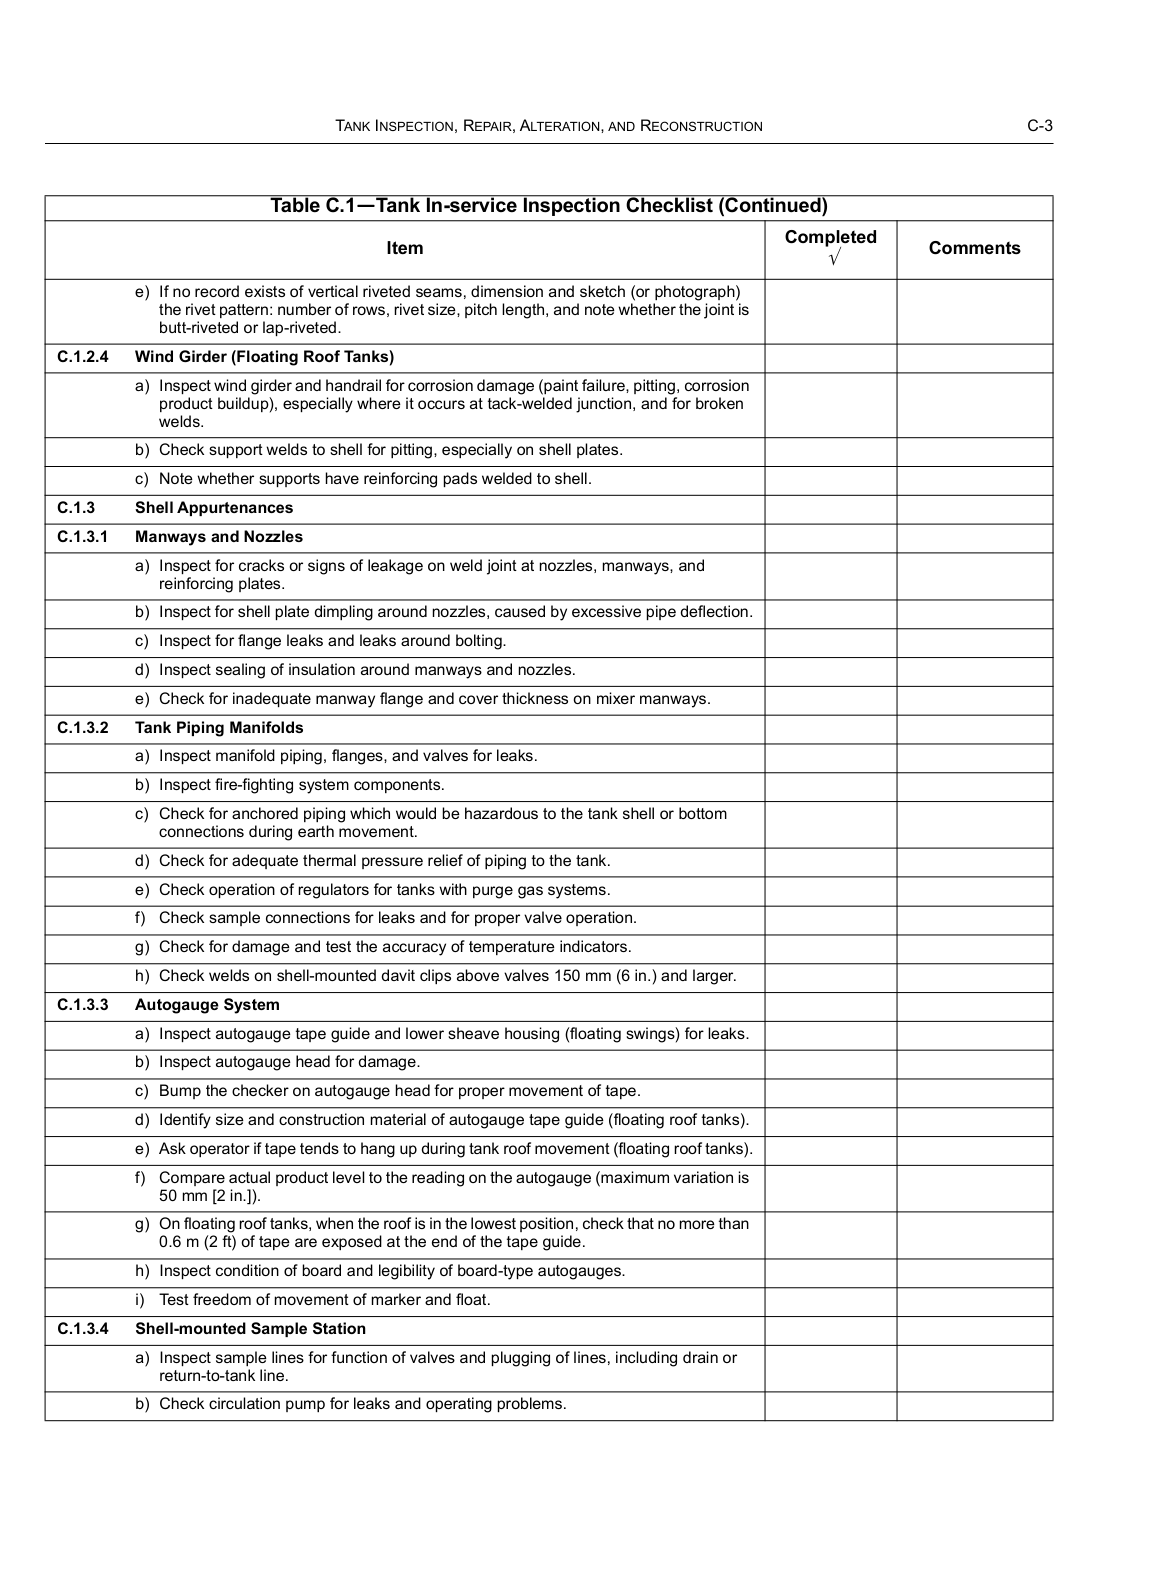 TANK INSPECTION, REPAIR, ALTERATION, AND RECONSTRUCTION C-3
Table C.1—Tank In-service Inspection Checklist (Continued)
Item Completed √ Comments
e) If no record exists of vertical riveted seams, dimension and sketch (or photograph)
the rivet pattern: number of rows, rivet size, pitch length, and note whether the joint is
butt-riveted or lap-riveted.
C.1.2.4 Wind Girder (Floating Roof Tanks)
a) Inspect wind girder and handrail for corrosion damage (paint failure, pitting, corrosion
product buildup), especially where it occurs at tack-welded junction, and for broken
welds.
b) Check support welds to shell for pitting, especially on shell plates.
c) Note whether supports have reinforcing pads welded to shell.
C.1.3 Shell Appurtenances
C.1.3.1 Manways and Nozzles
a) Inspect for cracks or signs of leakage on weld joint at nozzles, manways, and
reinforcing plates.
b) Inspect for shell plate dimpling around nozzles, caused by excessive pipe deflection.
c) Inspect for flange leaks and leaks around bolting.
d) Inspect sealing of insulation around manways and nozzles.
e) Check for inadequate manway flange and cover thickness on mixer manways.
C.1.3.2 Tank Piping Manifolds
a) Inspect manifold piping, flanges, and valves for leaks.
b) Inspect fire-fighting system components.
c) Check for anchored piping which would be hazardous to the tank shell or bottom
connections during earth movement.
d) Check for adequate thermal pressure relief of piping to the tank.
e) Check operation of regulators for tanks with purge gas systems.
f) Check sample connections for leaks and for proper valve operation.
g) Check for damage and test the accuracy of temperature indicators.
h) Check welds on shell-mounted davit clips above valves 150 mm (6 in.) and larger.
C.1.3.3 Autogauge System
a) Inspect autogauge tape guide and lower sheave housing (floating swings) for leaks.
b) Inspect autogauge head for damage.
c) Bump the checker on autogauge head for proper movement of tape.
d) Identify size and construction material of autogauge tape guide (floating roof tanks).
e) Ask operator if tape tends to hang up during tank roof movement (floating roof tanks).
f) Compare actual product level to the reading on the autogauge (maximum variation is
50 mm [2 in.]).
g) On floating roof tanks, when the roof is in the lowest position, check that no more than
0.6 m (2 ft) of tape are exposed at the end of the tape guide.
h) Inspect condition of board and legibility of board-type autogauges.
i) Test freedom of movement of marker and float.
C.1.3.4 Shell-mounted Sample Station
a) Inspect sample lines for function of valves and plugging of lines, including drain or
return-to-tank line.
b) Check circulation pump for leaks and operating problems.